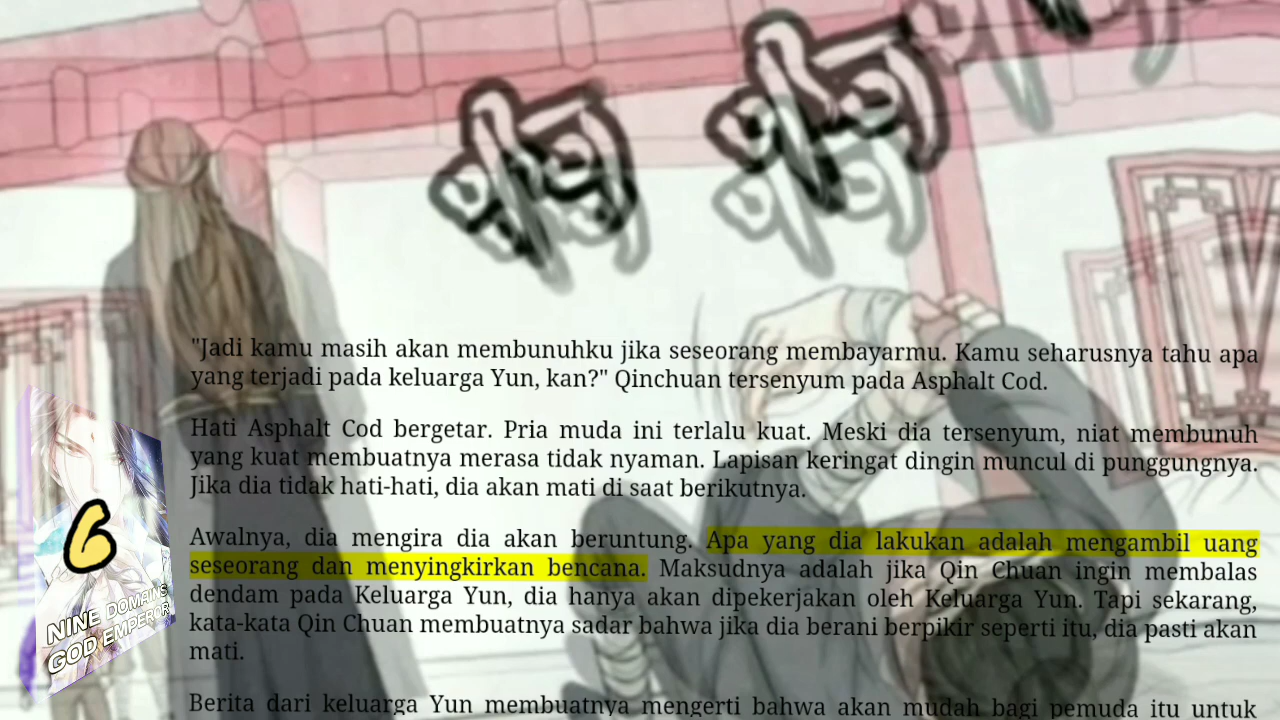 "Jadi kamu masih akan membunuhku jika seseorang membayarmu. Kamu seharusnya tahu apa
yang terjadi pada keluarga Yun, kan?" Qinchuan tersenyum pada Asphalt Cod.
Hati Asphalt Cod bergetar. Pria muda ini terlalu kuat. Meski dia tersenyum, niat membunuh
yang kuat membuatnya merasa tidak nyaman. Lapisan keringat dingin muncul di punggungnya.
Jika dia tidak hati-hati, dia akan mati di saat berikutnya.
Awalnya, dia mengira dia akan beruntung. Apa yang dia lakukan adalah mengambil uang
seseorang dan menyingkirkan bencana. Maksudnya adalah jika Qin Chuan ingin membalas
dendam pada Keluarga Yun, dia hanya akan dipekerjakan oleh Keluarga Yun. Tapi sekarang,
kata-kata Qin Chuan membuatnya sadar bahwa jika dia berani berpikir seperti itu, dia pasti akan
mati.
Berita dari keluarga Yun membuatnya mengerti bahwa akan mudah bagi pemuda itu untuk
6
NINE DOMAINS
GOD EMPEROR